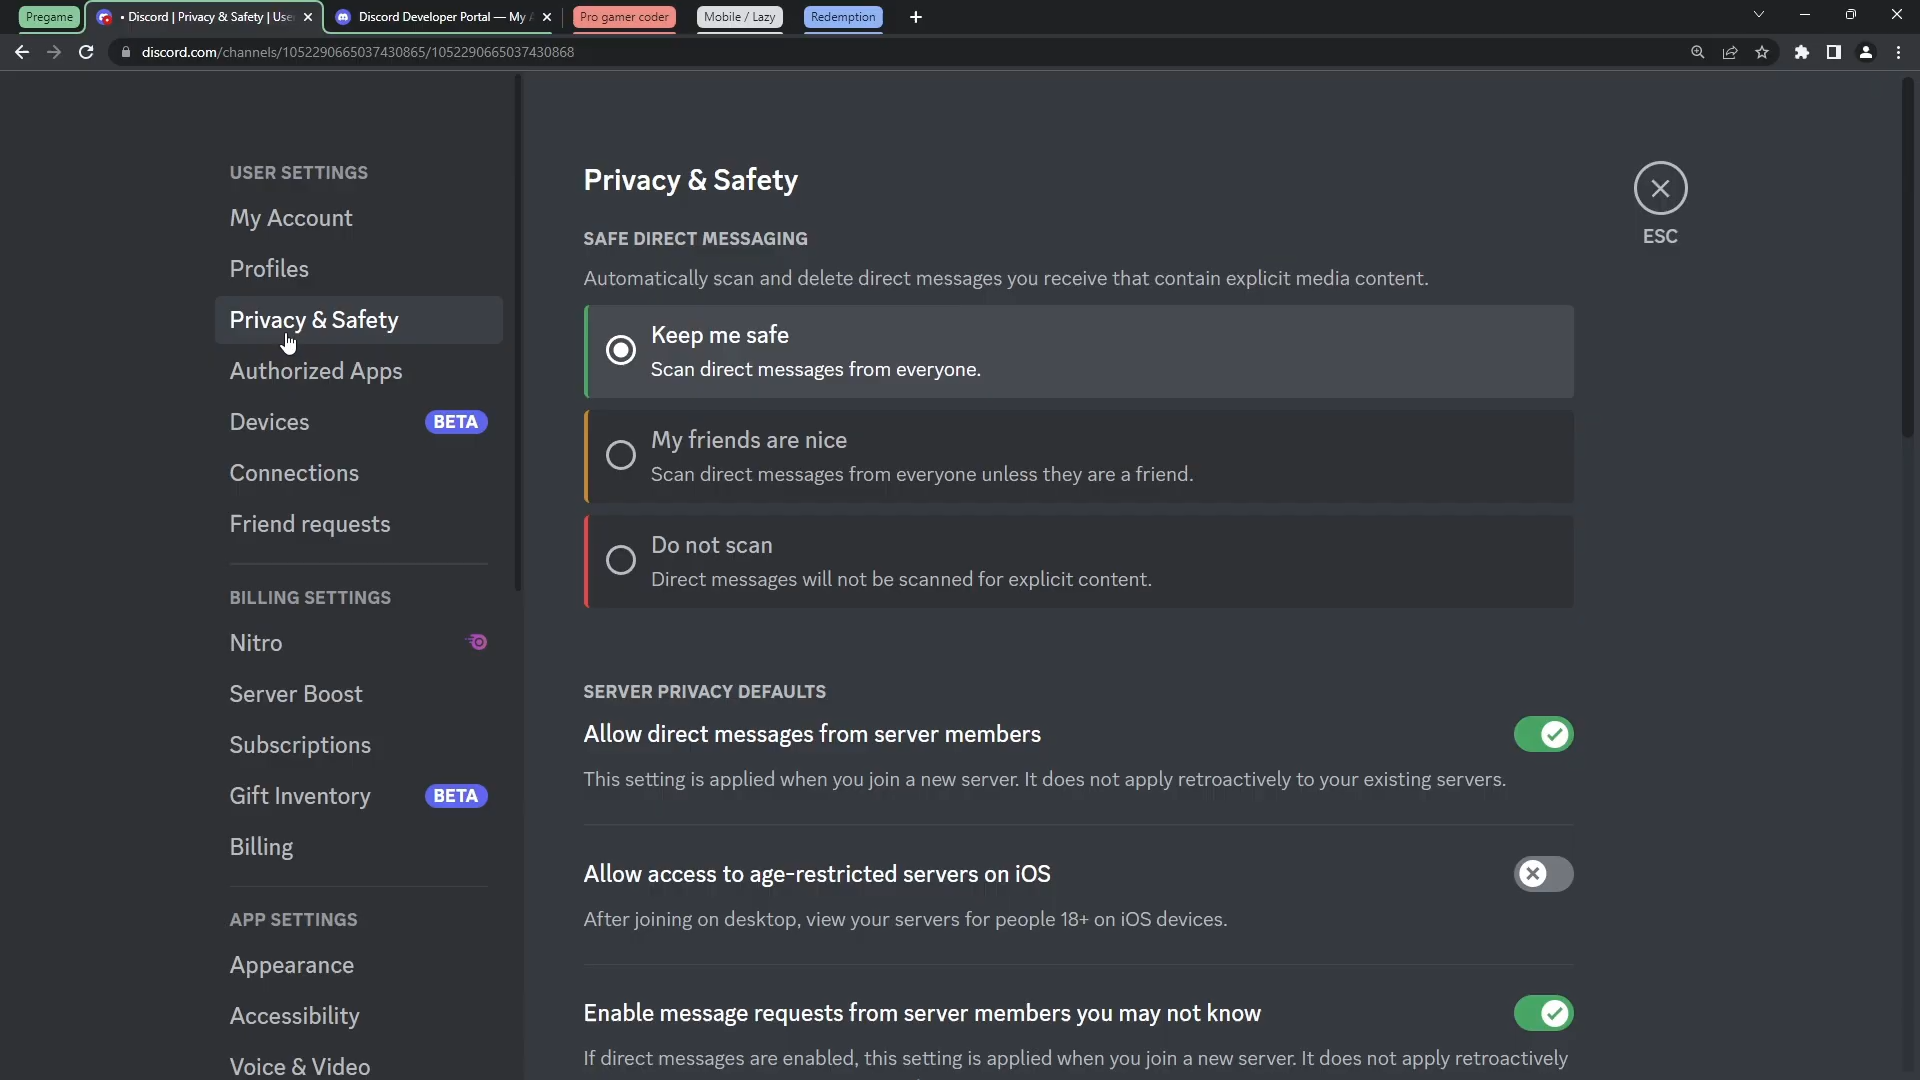 Pregame
• Discord | Privacy & Safety | Use
Discord Developer Portal — My A
Pro gamer coder
Mobile / Lazy
Redemption
discord.com/channels/1052290665037430865/1052290665037430868
USER SETTINGS
My Account
Profiles
Privacy & Safety
Authorized Apps
Devices BETA
Connections
Friend requests
BILLING SETTINGS
Nitro
Server Boost
Subscriptions
Gift Inventory BETA
Billing
APP SETTINGS
Appearance
Accessibility
Voice & Video
Privacy & Safety
ESC
SAFE DIRECT MESSAGING
Automatically scan and delete direct messages you receive that contain explicit media content.
Keep me safe
Scan direct messages from everyone.
My friends are nice
Scan direct messages from everyone unless they are a friend.
Do not scan
Direct messages will not be scanned for explicit content.
SERVER PRIVACY DEFAULTS
Allow direct messages from server members
This setting is applied when you join a new server. It does not apply retroactively to your existing servers.
Allow access to age-restricted servers on iOS
After joining on desktop, view your servers for people 18+ on iOS devices.
Enable message requests from server members you may not know
If direct messages are enabled, this setting is applied when you join a new server. It does not apply retroactively